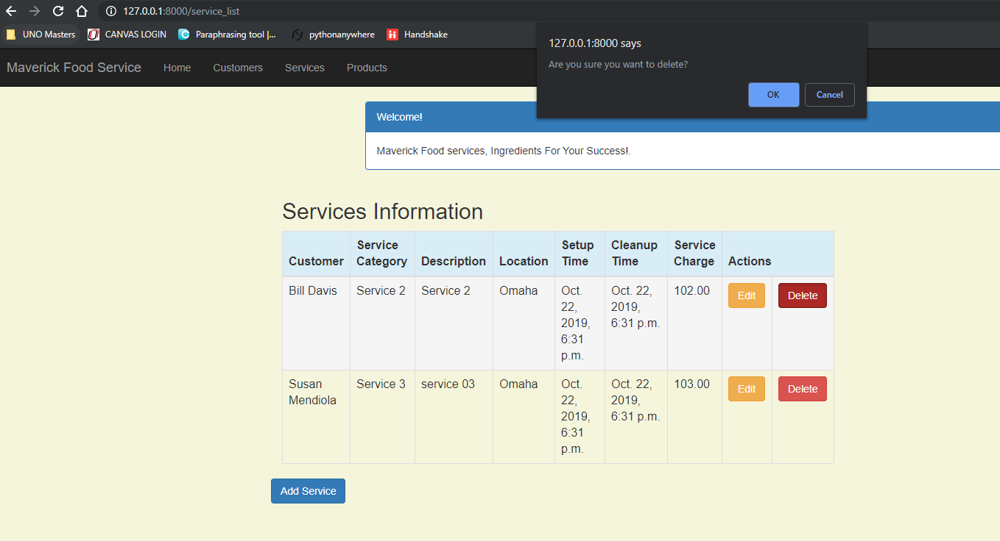 127.0.0.1:8000/service_list
UNO Masters CANVAS LOGIN Paraphrasing tool |... pythonanywhere Handshake
127.0.0.1:8000 says
Are you sure you want to delete?
OK Cancel
Maverick Food Service Home Customers Services Products
Welcome!
Maverick Food services, Ingredients For Your Success!.
Services Information
Customer Service Category Description Location Setup Time Cleanup Time Service Charge Actions
Bill Davis Service 2 Service 2 Omaha Oct. 22, 2019, 6:31 p.m. Oct. 22, 2019, 6:31 p.m. 102.00 Edit Delete
Susan Mendiola Service 3 service 03 Omaha Oct. 22, 2019, 6:31 p.m. Oct. 22, 2019, 6:31 p.m. 103.00 Edit Delete
Add Service